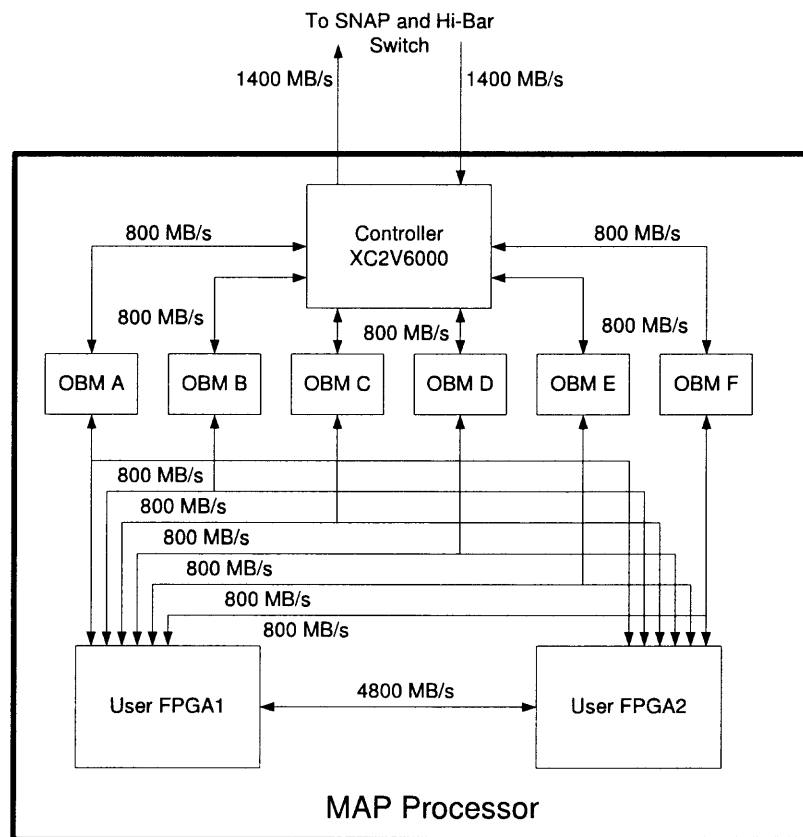 To SNAP and Hi-Bar
Switch
1400 MB/s
1400 MB/s
Controller
XC2V6000
800 MB/s
800 MB/s
800 MB/s
800 MB/s
800 MB/s
OBM A
OBM B
OBM C
OBM D
OBM E
OBM F
800 MB/s
800 MB/s
800 MB/s
800 MB/s
800 MB/s
800 MB/s
User FPGA1
4800 MB/s
User FPGA2
MAP Processor